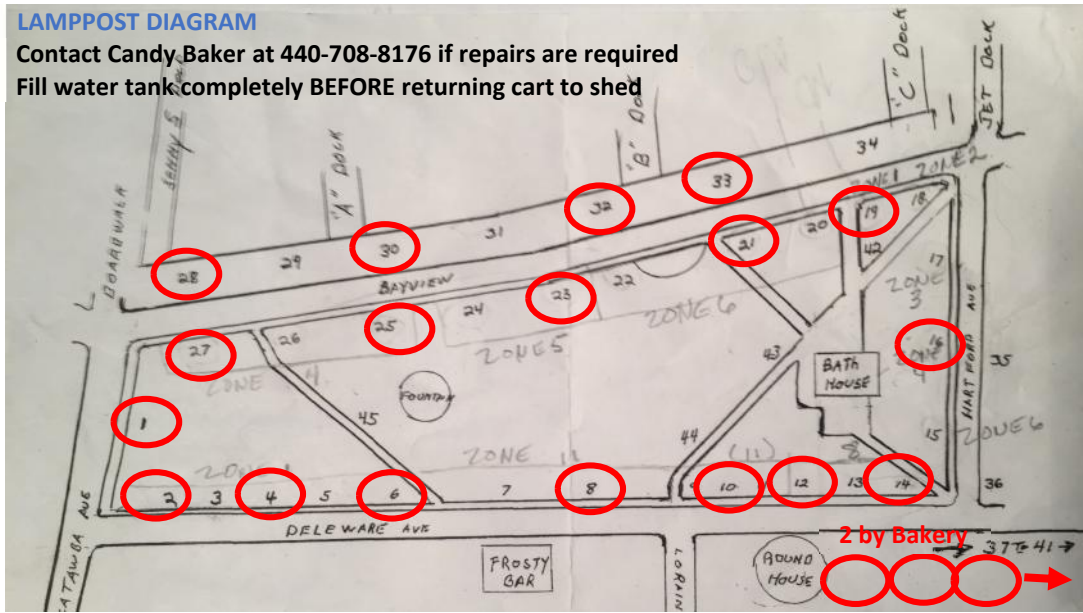 LAMPPOST DIAGRAM
Contact Candy Baker at 440-708-8176 if repairs are required
Fill water tank completely BEFORE returning cart to shed
"C" DOCK
JET DOCK
"B" DOCK
"A" DOCK
BOARDWALK
34
33
32
31
30
29
28
BAYVIEW
ZONE 1
ZONE 2
18
19
20
21
42
17
22
23
24
25
26
27
ZONE 3
ZONE 6
ZONE 5
ZONE
4
43
16
35
BATH HOUSE
HARTFORD AVE
FOUNTAIN
1
45
44
15
ZONE 6
ZONE
ZONE 11
(11)
8
2
3
4
5
6
7
8
9
10
12
13
14
36
DELEWARE AVE
CATAWBA AVE
2 by Bakery
37 TO 41
FROSTY BAR
LORAIN
ROUND HOUSE